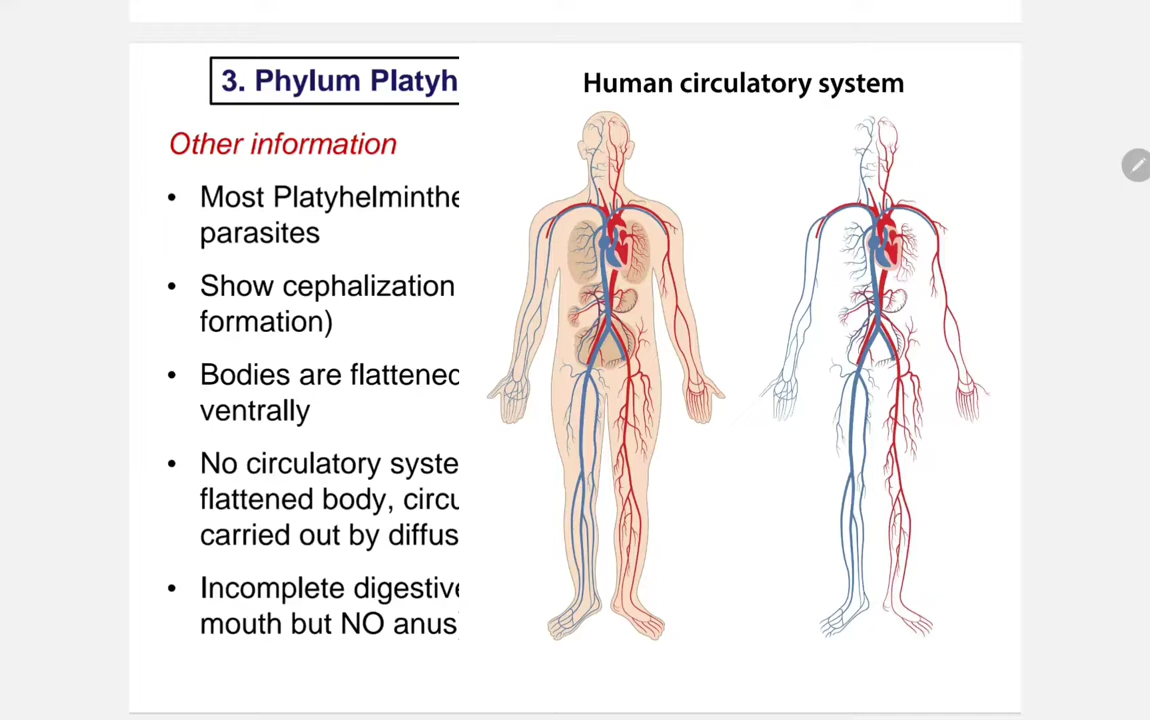 3. Phylum Platyh
Other information
• Most Platyhelminthe
parasites
• Show cephalization
formation)
• Bodies are flattened
ventrally
• No circulatory syste
flattened body, circu
carried out by diffus
• Incomplete digestive
mouth but NO anus
Human circulatory system